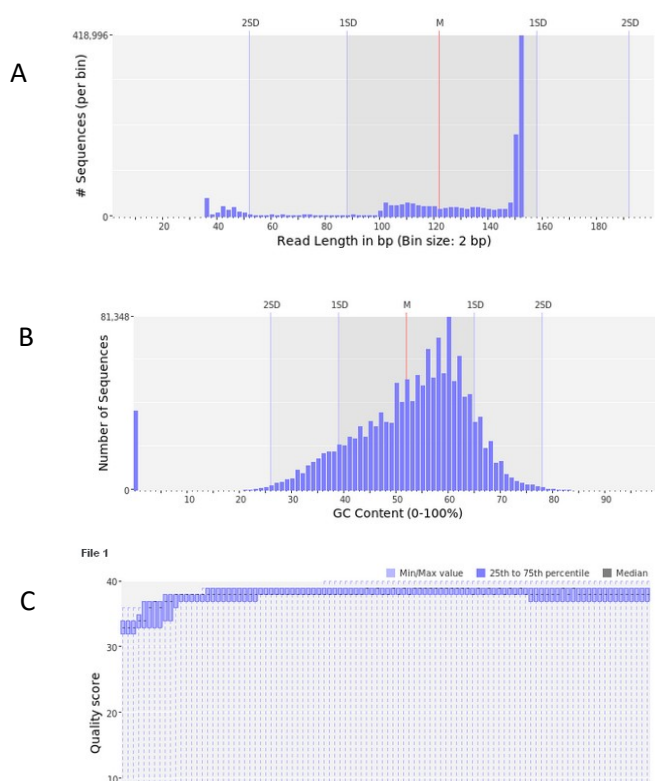 A
2SD 1SD M 1SD 2SD
418,996
# Sequences (per bin)
0
20 40 60 80 100 120 140 160 180
Read Length in bp (Bin size: 2 bp)
B
2SD 1SD M 1SD 2SD
81,348
Number of Sequences
0
10 20 30 40 50 60 70 80 90
GC Content (0-100%)
File 1
Min/Max value 25th to 75th percentile Median
C
40
30
20
10
Quality score